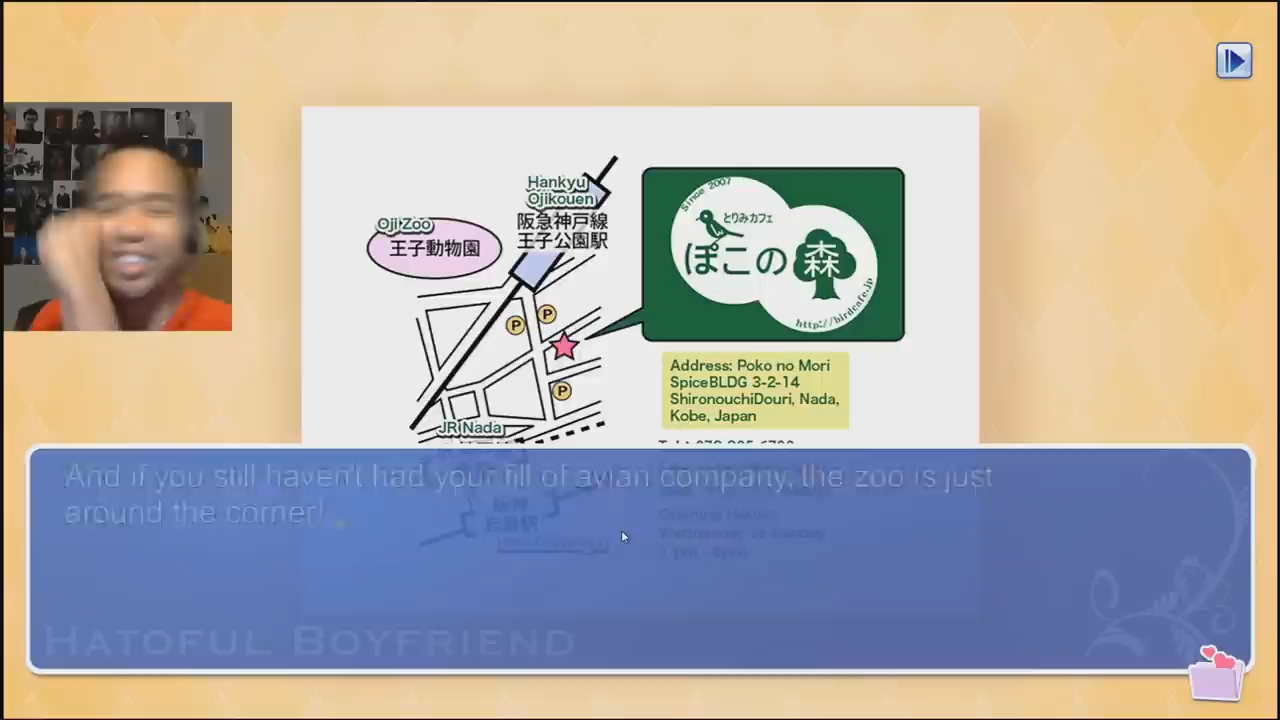 Hankyu
Ojikouen
阪急神戸線
王子公園駅
Oji Zoo
王子動物園
P
P
P
JR Nada
Since 2007
とりみカフェ
ぽこの森
http://birdcafe.jp
Address: Poko no Mori
SpiceBLDG 3-2-14
ShironouchiDouri, Nada,
Kobe, Japan
And if you still haven't had your fill of avian company, the zoo is just
around the corner!
Opening Hours:
HATOFUL BOYFRIEND